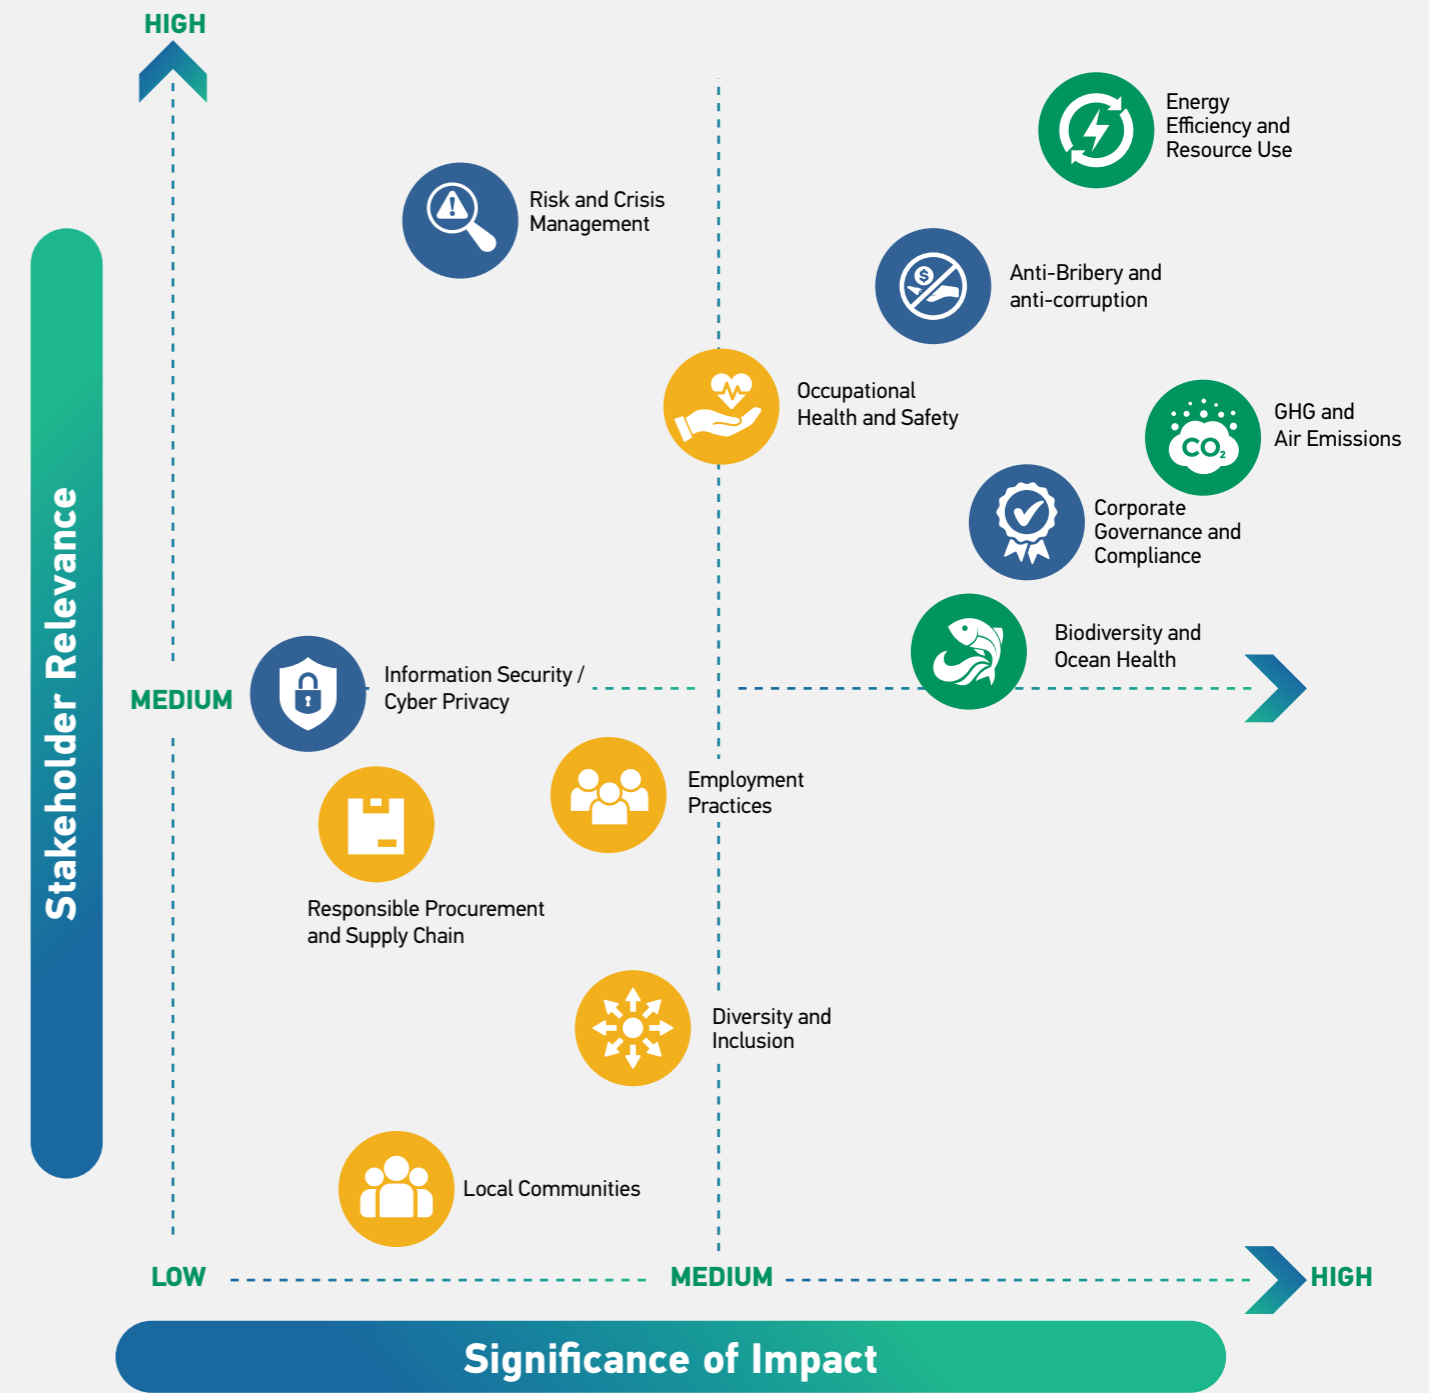 HIGH
Energy
Efficiency and
Resource Use
Risk and Crisis
Management
$
Anti-Bribery and
anti-corruption
Occupational
Health and Safety
CO2
GHG and
Air Emissions
Corporate
Governance and
Compliance
Biodiversity and
Ocean Health
Stakeholder Relevance
MEDIUM
Information Security /
Cyber Privacy
Employment
Practices
Responsible Procurement
and Supply Chain
Diversity and
Inclusion
Local Communities
LOW
MEDIUM
HIGH
Significance of Impact